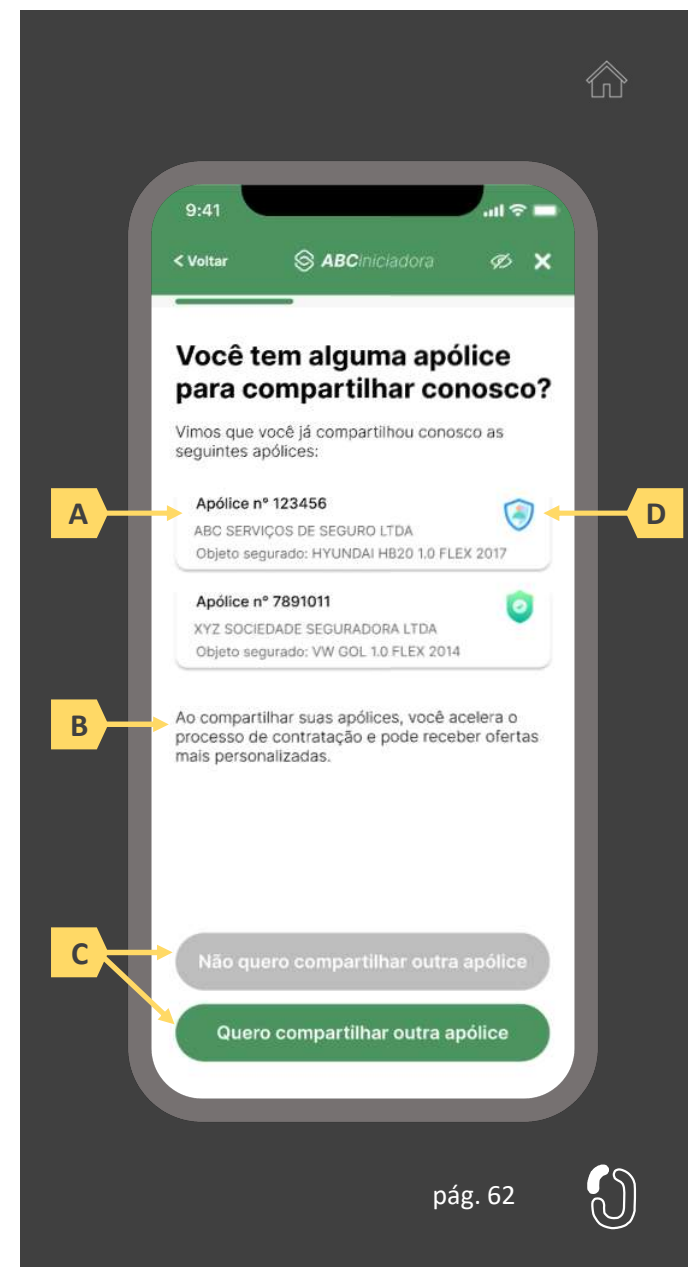 9:41
< Voltar
ABCIniciadora
Você tem alguma apólice
para compartilhar conosco?
Vimos que você já compartilhou conosco as
seguintes apólices:
A
Apólice n° 123456
ABC SERVIÇOS DE SEGURO LTDA
Objeto segurado: HYUNDAI HB20 1.0 FLEX 2017
D
Apólice n° 7891011
XYZ SOCIEDADE SEGURADORA LTDA
Objeto segurado: VW GOL 1.0 FLEX 2014
B
Ao compartilhar suas apólices, você acelera o
processo de contratação e pode receber ofertas
mais personalizadas.
C
Não quero compartilhar outra apólice
Quero compartilhar outra apólice
pág. 62